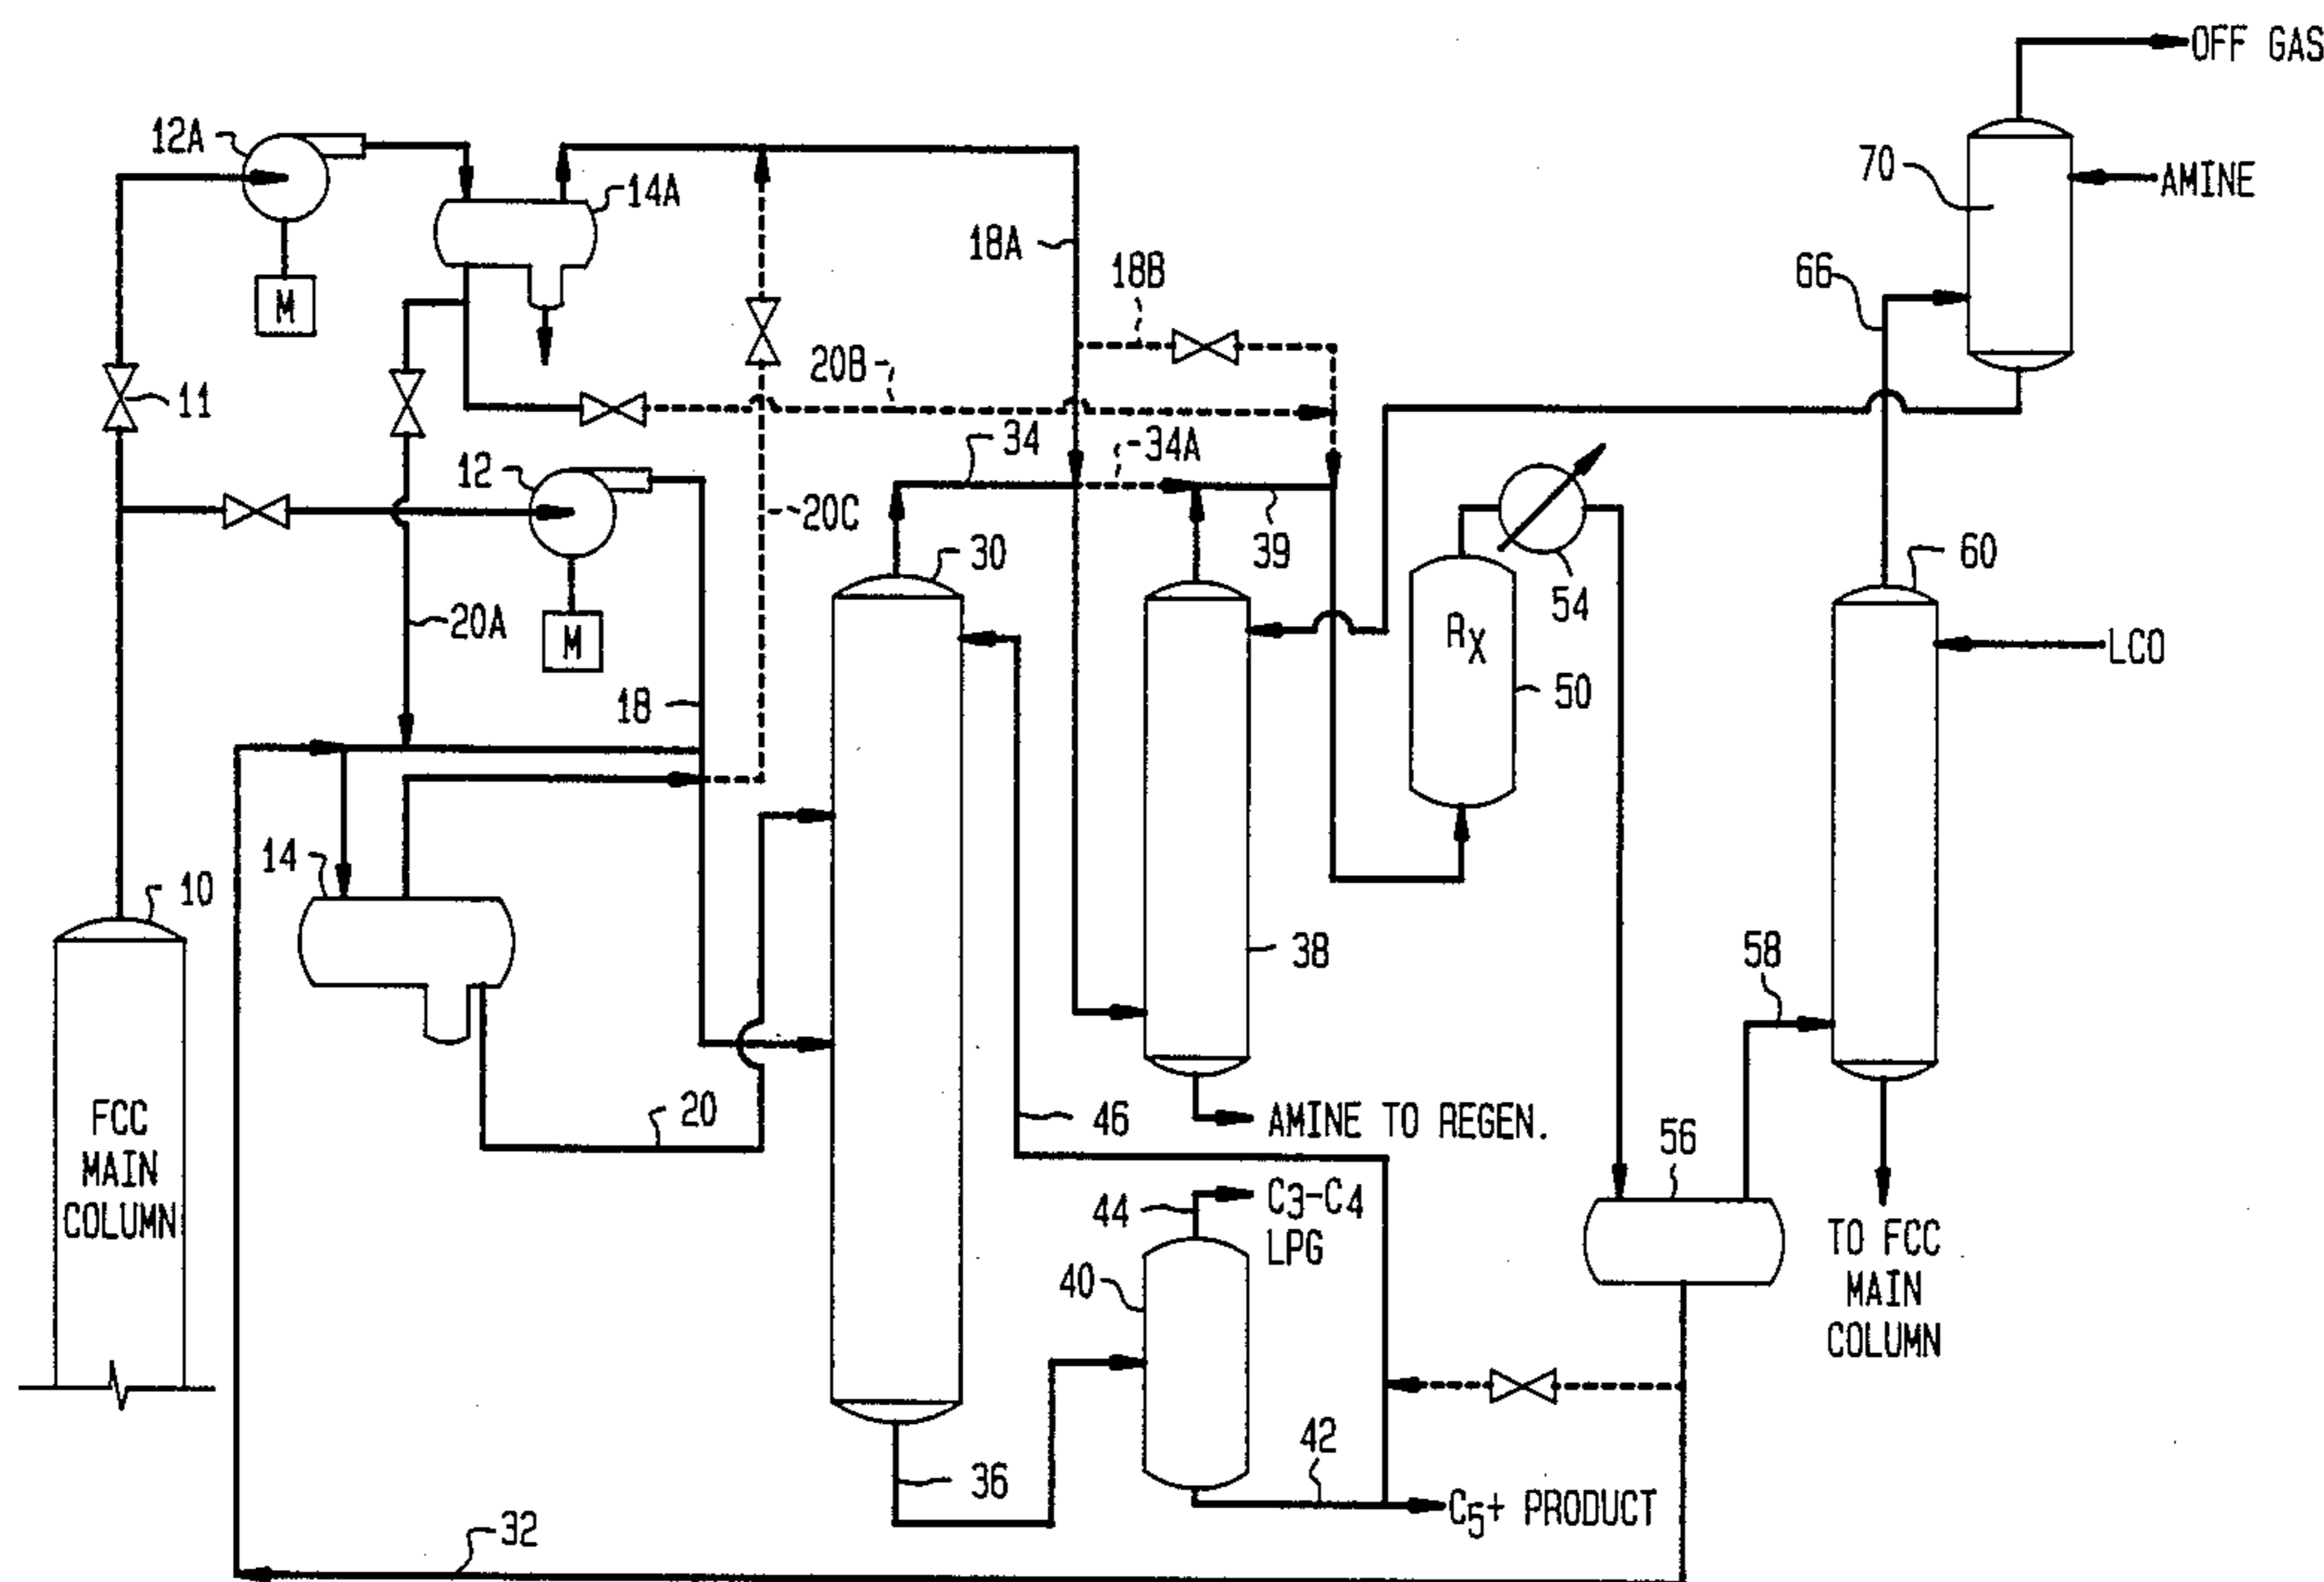 OFF GAS
12A
70
AMINE
14A
18A
18B
66
M
11
20B
34
34A
12
20C
39
54
60
30
20A
M
RX
LCO
18
50
14
10
38
58
FCC
MAIN
COLUMN
20
46
AMINE TO REGEN.
56
44
C3-C4
LPG
40
TO FCC
MAIN
COLUMN
42
36
C5+ PRODUCT
32